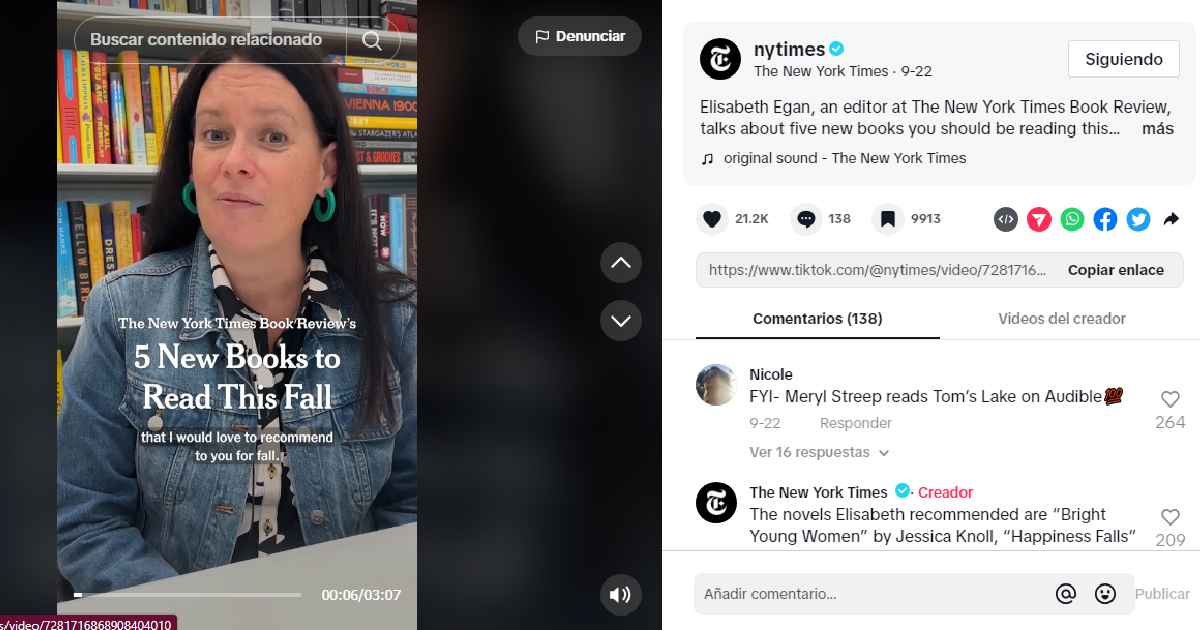 Buscar contenido relacionado
Denunciar
VIENNA 1900
STARGAZER'S
& GROGIES
YELLOW BIRD
TOM HANKS
The New York Times Book Review's
5 New Books to
Read This Fall
that I would love to recommend
to you for fall.
00:06/03:07
s/video/7281716868908404010
nytimes
The New York Times · 9-22
Siguiendo
Elisabeth Egan, an editor at The New York Times Book Review,
talks about five new books you should be reading this... más
original sound - The New York Times
21.2K 138 9913
https://www.tiktok.com/@nytimes/video/7281716... Copiar enlace
Comentarios (138) Videos del creador
Nicole
FYI- Meryl Streep reads Tom's Lake on Audible💯
264
9-22 Responder
Ver 16 respuestas
The New York Times · Creador
The novels Elisabeth recommended are “Bright
Young Women” by Jessica Knoll, “Happiness Falls”
209
Añadir comentario... Publicar